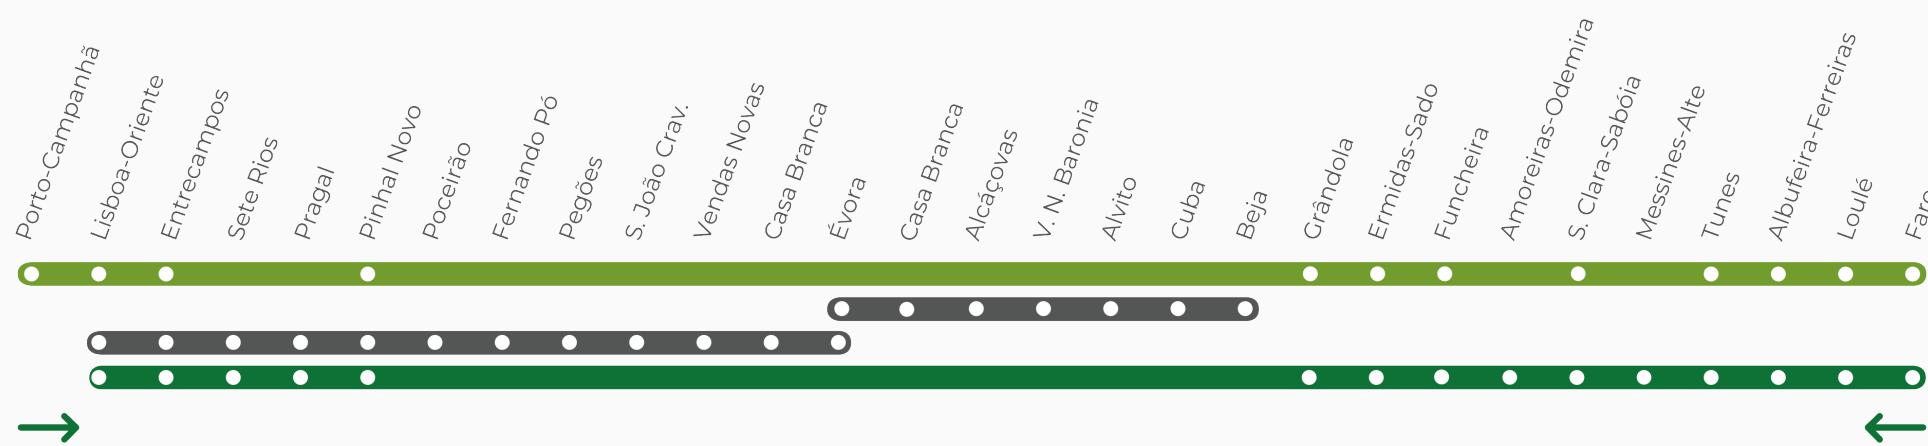 Porto-Campanhã
Lisboa-Oriente
Entrecampos
Sete Rios
Pragal
Pinhal Novo
Poceirão
Fernando Pó
Pegões
S. João Crav.
Vendas Novas
Casa Branca
Évora
Casa Branca
Alcáçovas
V. N. Baronia
Alvito
Cuba
Beja
Grândola
Ermidas-Sado
Funcheira
Amoreiras-Odemira
S. Clara-Sabóia
Messines-Alte
Tunes
Albufeira-Ferreiras
Loulé
Faro